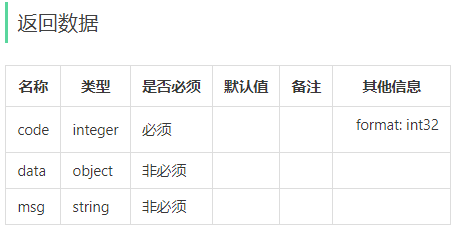 返回数据
名称 类型 是否必须 默认值 备注 其他信息
code integer 必须 format: int32
data object 非必须
msg string 非必须